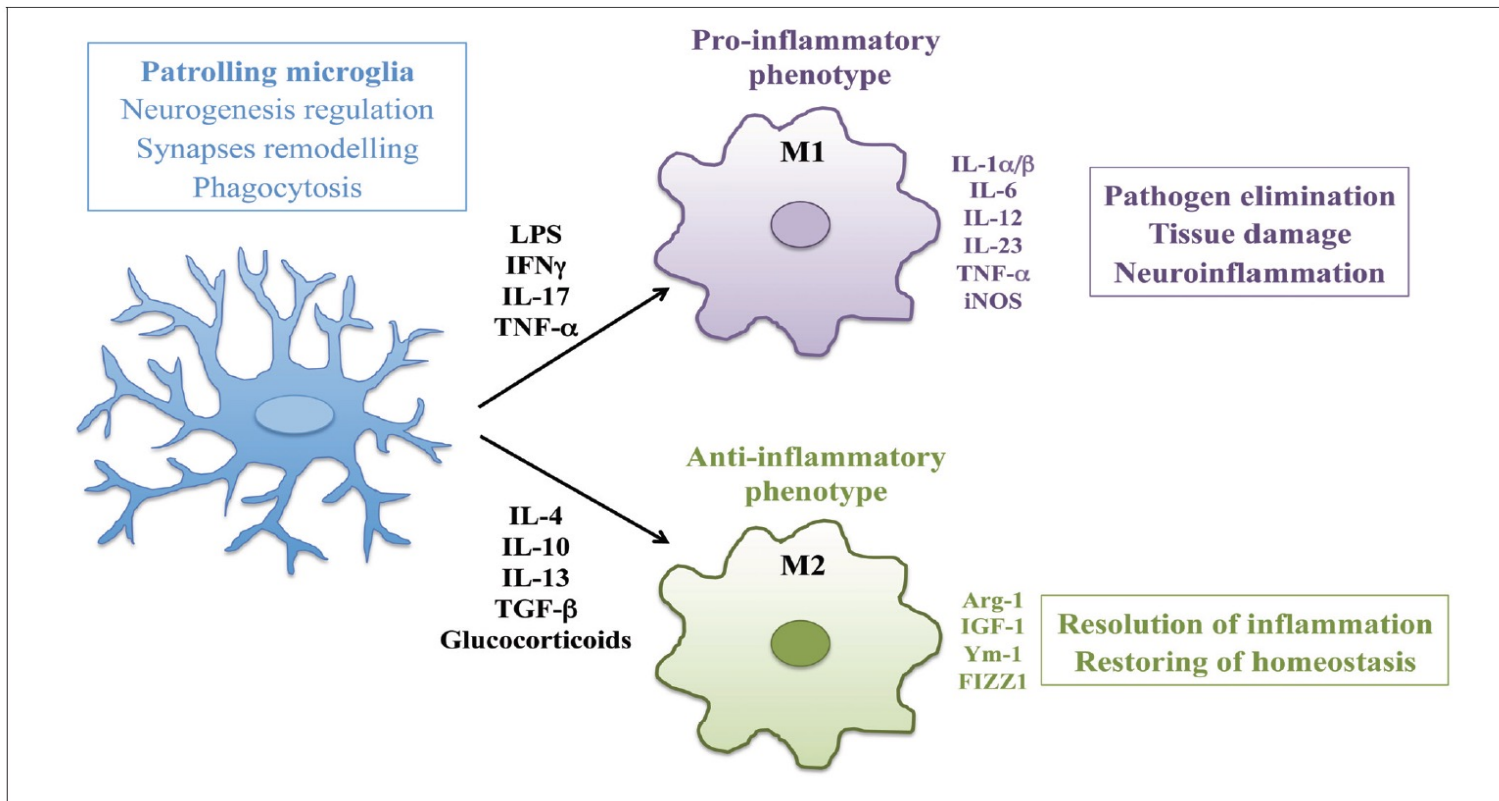 Patrolling microglia
Neurogenesis regulation
Synapses remodelling
Phagocytosis
LPS
IFNγ
IL-17
TNF-α
Pro-inflammatory
phenotype
M1
IL-1α/β
IL-6
IL-12
IL-23
TNF-α
iNOS
Pathogen elimination
Tissue damage
Neuroinflammation
IL-4
IL-10
IL-13
TGF-β
Glucocorticoids
Anti-inflammatory
phenotype
M2
Arg-1
IGF-1
Ym-1
FIZZ1
Resolution of inflammation
Restoring of homeostasis